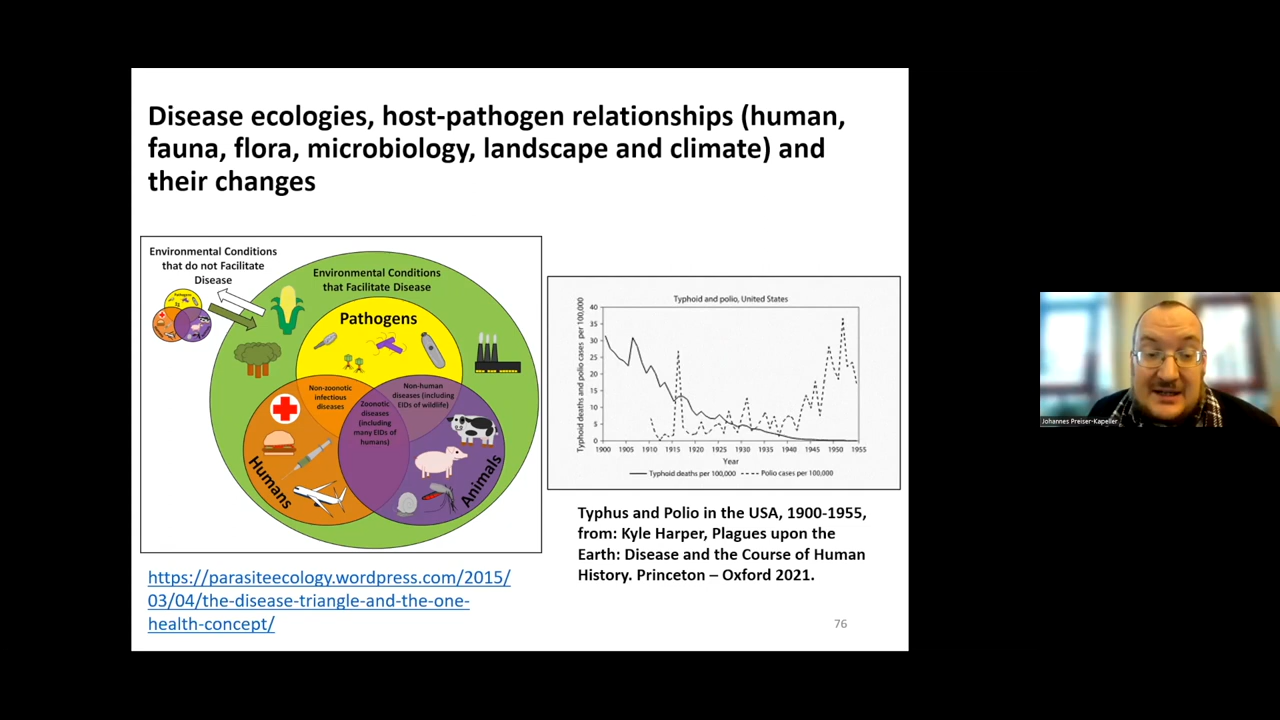 Disease ecologies, host-pathogen relationships (human,
fauna, flora, microbiology, landscape and climate) and
their changes
Environmental Conditions
that do not Facilitate
Disease
Pathogens
Environmental Conditions
that Facilitate Disease
Pathogens
Non-zoonotic
infectious
diseases
Non-human
diseases (including
EIDs of wildlife)
Zoonotic
diseases
(including
many EIDs of
humans)
Humans
Animals
https://parasiteecology.wordpress.com/2015/
03/04/the-disease-triangle-and-the-one-
health-concept/
Typhoid and polio, United States
Typhoid deaths and polio cases per 100,000
40
35
30
25
20
15
10
5
0
1900 1905 1910 1915 1920 1925 1930 1935 1940 1945 1950 1955
Year
Typhoid deaths per 100,000 Polio cases per 100,000
Typhus and Polio in the USA, 1900-1955,
from: Kyle Harper, Plagues upon the
Earth: Disease and the Course of Human
History. Princeton – Oxford 2021.
76
Johannes Preiser-Kapeller